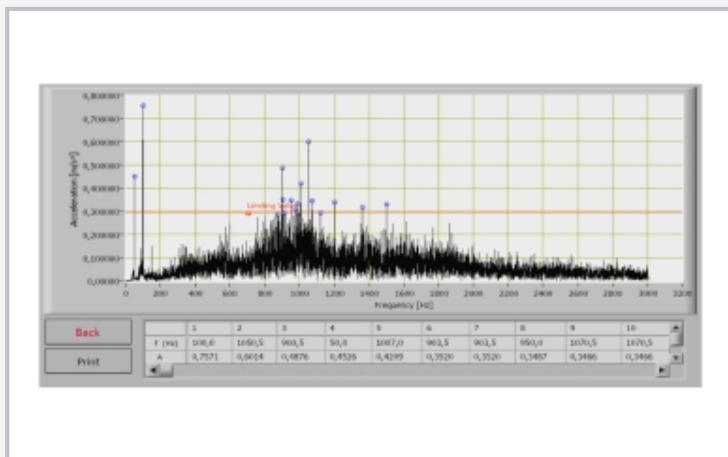 0,800000
0,700000
0,600000
0,500000
0,400000
0,300000
0,200000
0,100000
0,00000
Acceleration [m/s²]
Limiting
0 200 400 600 800 1000 1200 1400 1600 1800 2000 2200 2400 2600 2800 3000 3200
Frequency [Hz]
Back
Print
1 2 3 4 5 6 7 8 9 10
f [Hz] 100,0 1050,5 900,5 50,0 1007,0 903,5 903,5 950,0 1070,5 1070,5
A 0,7571 0,6014 0,4876 0,4526 0,4209 0,3520 0,3520 0,3487 0,3466 0,3466